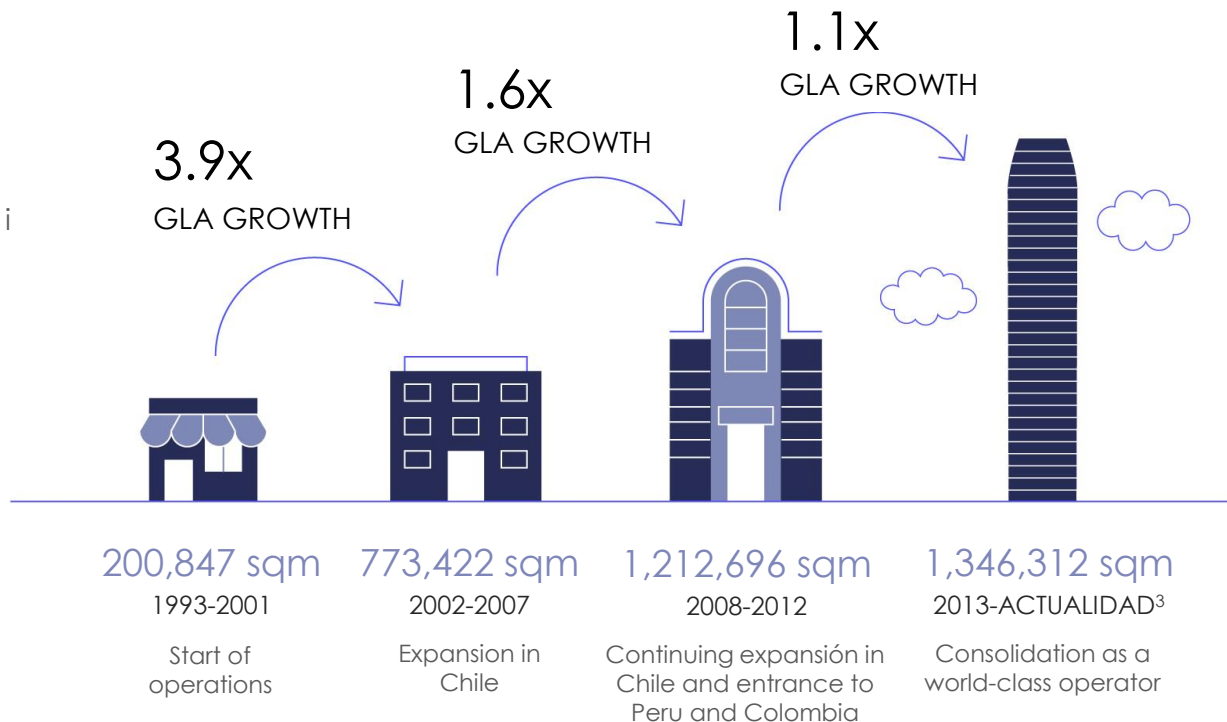 1.1x
GLA GROWTH
1.6x
GLA GROWTH
3.9x
GLA GROWTH
i
200,847 sqm
1993-2001
Start of
operations
773,422 sqm
2002-2007
Expansion in
Chile
1,212,696 sqm
2008-2012
Continuing expansión in
Chile and entrance to
Peru and Colombia
1,346,312 sqm
2013-ACTUALIDAD³
Consolidation as a
world-class operator